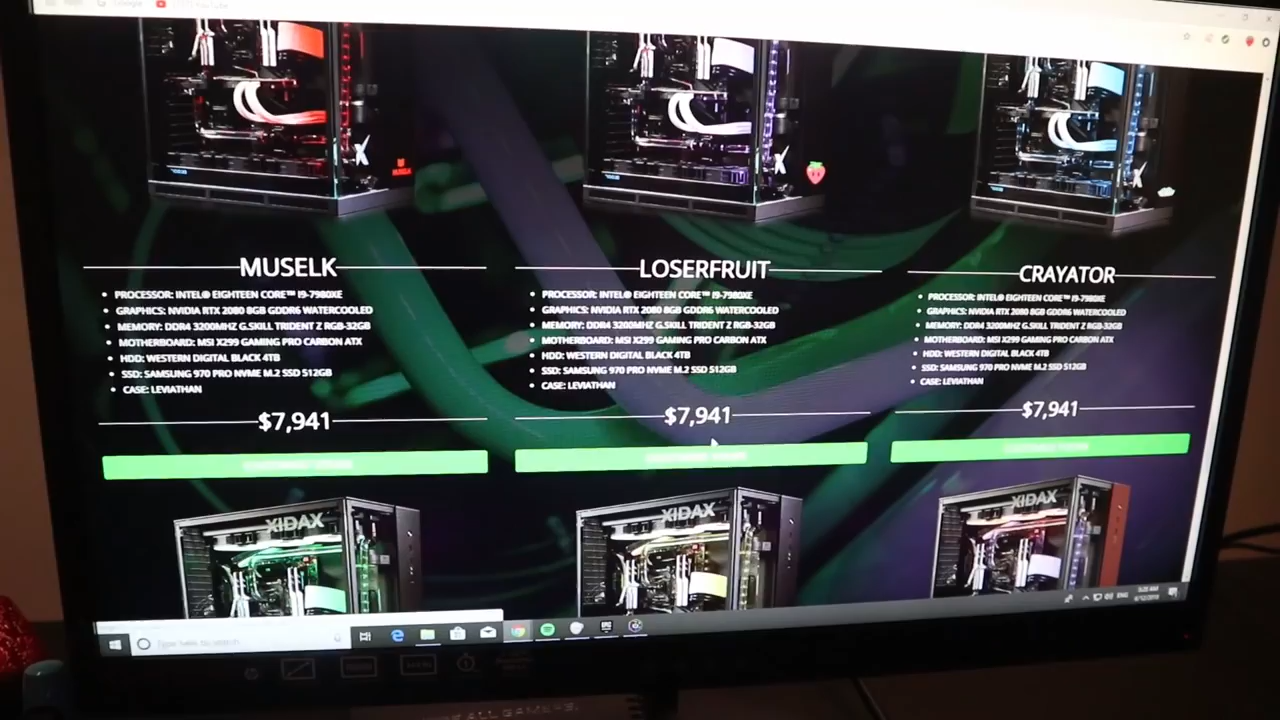 Google
X
MUSELK
X
X
MUSELK
PROCESSOR: INTEL® EIGHTEEN CORE™ I9-7980XE
GRAPHICS: NVIDIA RTX 2080 8GB GDDR6 WATERCOOLED
MEMORY: DDR4 3200MHZ G.SKILL TRIDENT Z RGB-32GB
MOTHERBOARD: MSI X299 GAMING PRO CARBON ATX
HDD: WESTERN DIGITAL BLACK 4TB
SSD: SAMSUNG 970 PRO NVME M.2 SSD 512GB
CASE: LEVIATHAN
$7,941
LOSERFRUIT
PROCESSOR: INTEL® EIGHTEEN CORE™ I9-7980XE
GRAPHICS: NVIDIA RTX 2080 8GB GDDR6 WATERCOOLED
MEMORY: DDR4 3200MHZ G.SKILL TRIDENT Z RGB-32GB
MOTHERBOARD: MSI X299 GAMING PRO CARBON ATX
HDD: WESTERN DIGITAL BLACK 4TB
SSD: SAMSUNG 970 PRO NVME M.2 SSD 512GB
CASE: LEVIATHAN
$7,941
CRAYATOR
PROCESSOR: INTEL® EIGHTEEN CORE™ I9-7980XE
GRAPHICS: NVIDIA RTX 2080 8GB GDDR6 WATERCOOLED
MEMORY: DDR4 3200MHZ G.SKILL TRIDENT Z RGB-32GB
MOTHERBOARD: MSI X299 GAMING PRO CARBON ATX
HDD: WESTERN DIGITAL BLACK 4TB
SSD: SAMSUNG 970 PRO NVME M.2 SSD 512GB
CASE: LEVIATHAN
$7,941
XIDAX
XIDAX
XIDAX
Type here to search
ENG